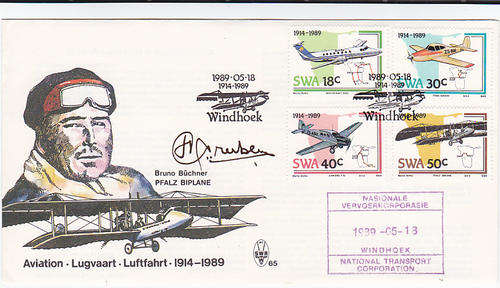 1989-05-18
1914-1989
Windhoek
1914-1989
SWA 18c
1914-1989
SWA 30c
1989-05-18
1914-1989
Windhoek
1914-1989
SWA 40c
1914-1989
SWA 50c
Bruno Büchner
PFALZ BIPLANE
NASIONALE
VERVOERKORPORASIE
1989 -05- 18
WINDHOEK
NATIONAL TRANSPORT
CORPORATION
Aviation · Lugvaart · Luftfahrt · 1914-1989
SWA
65